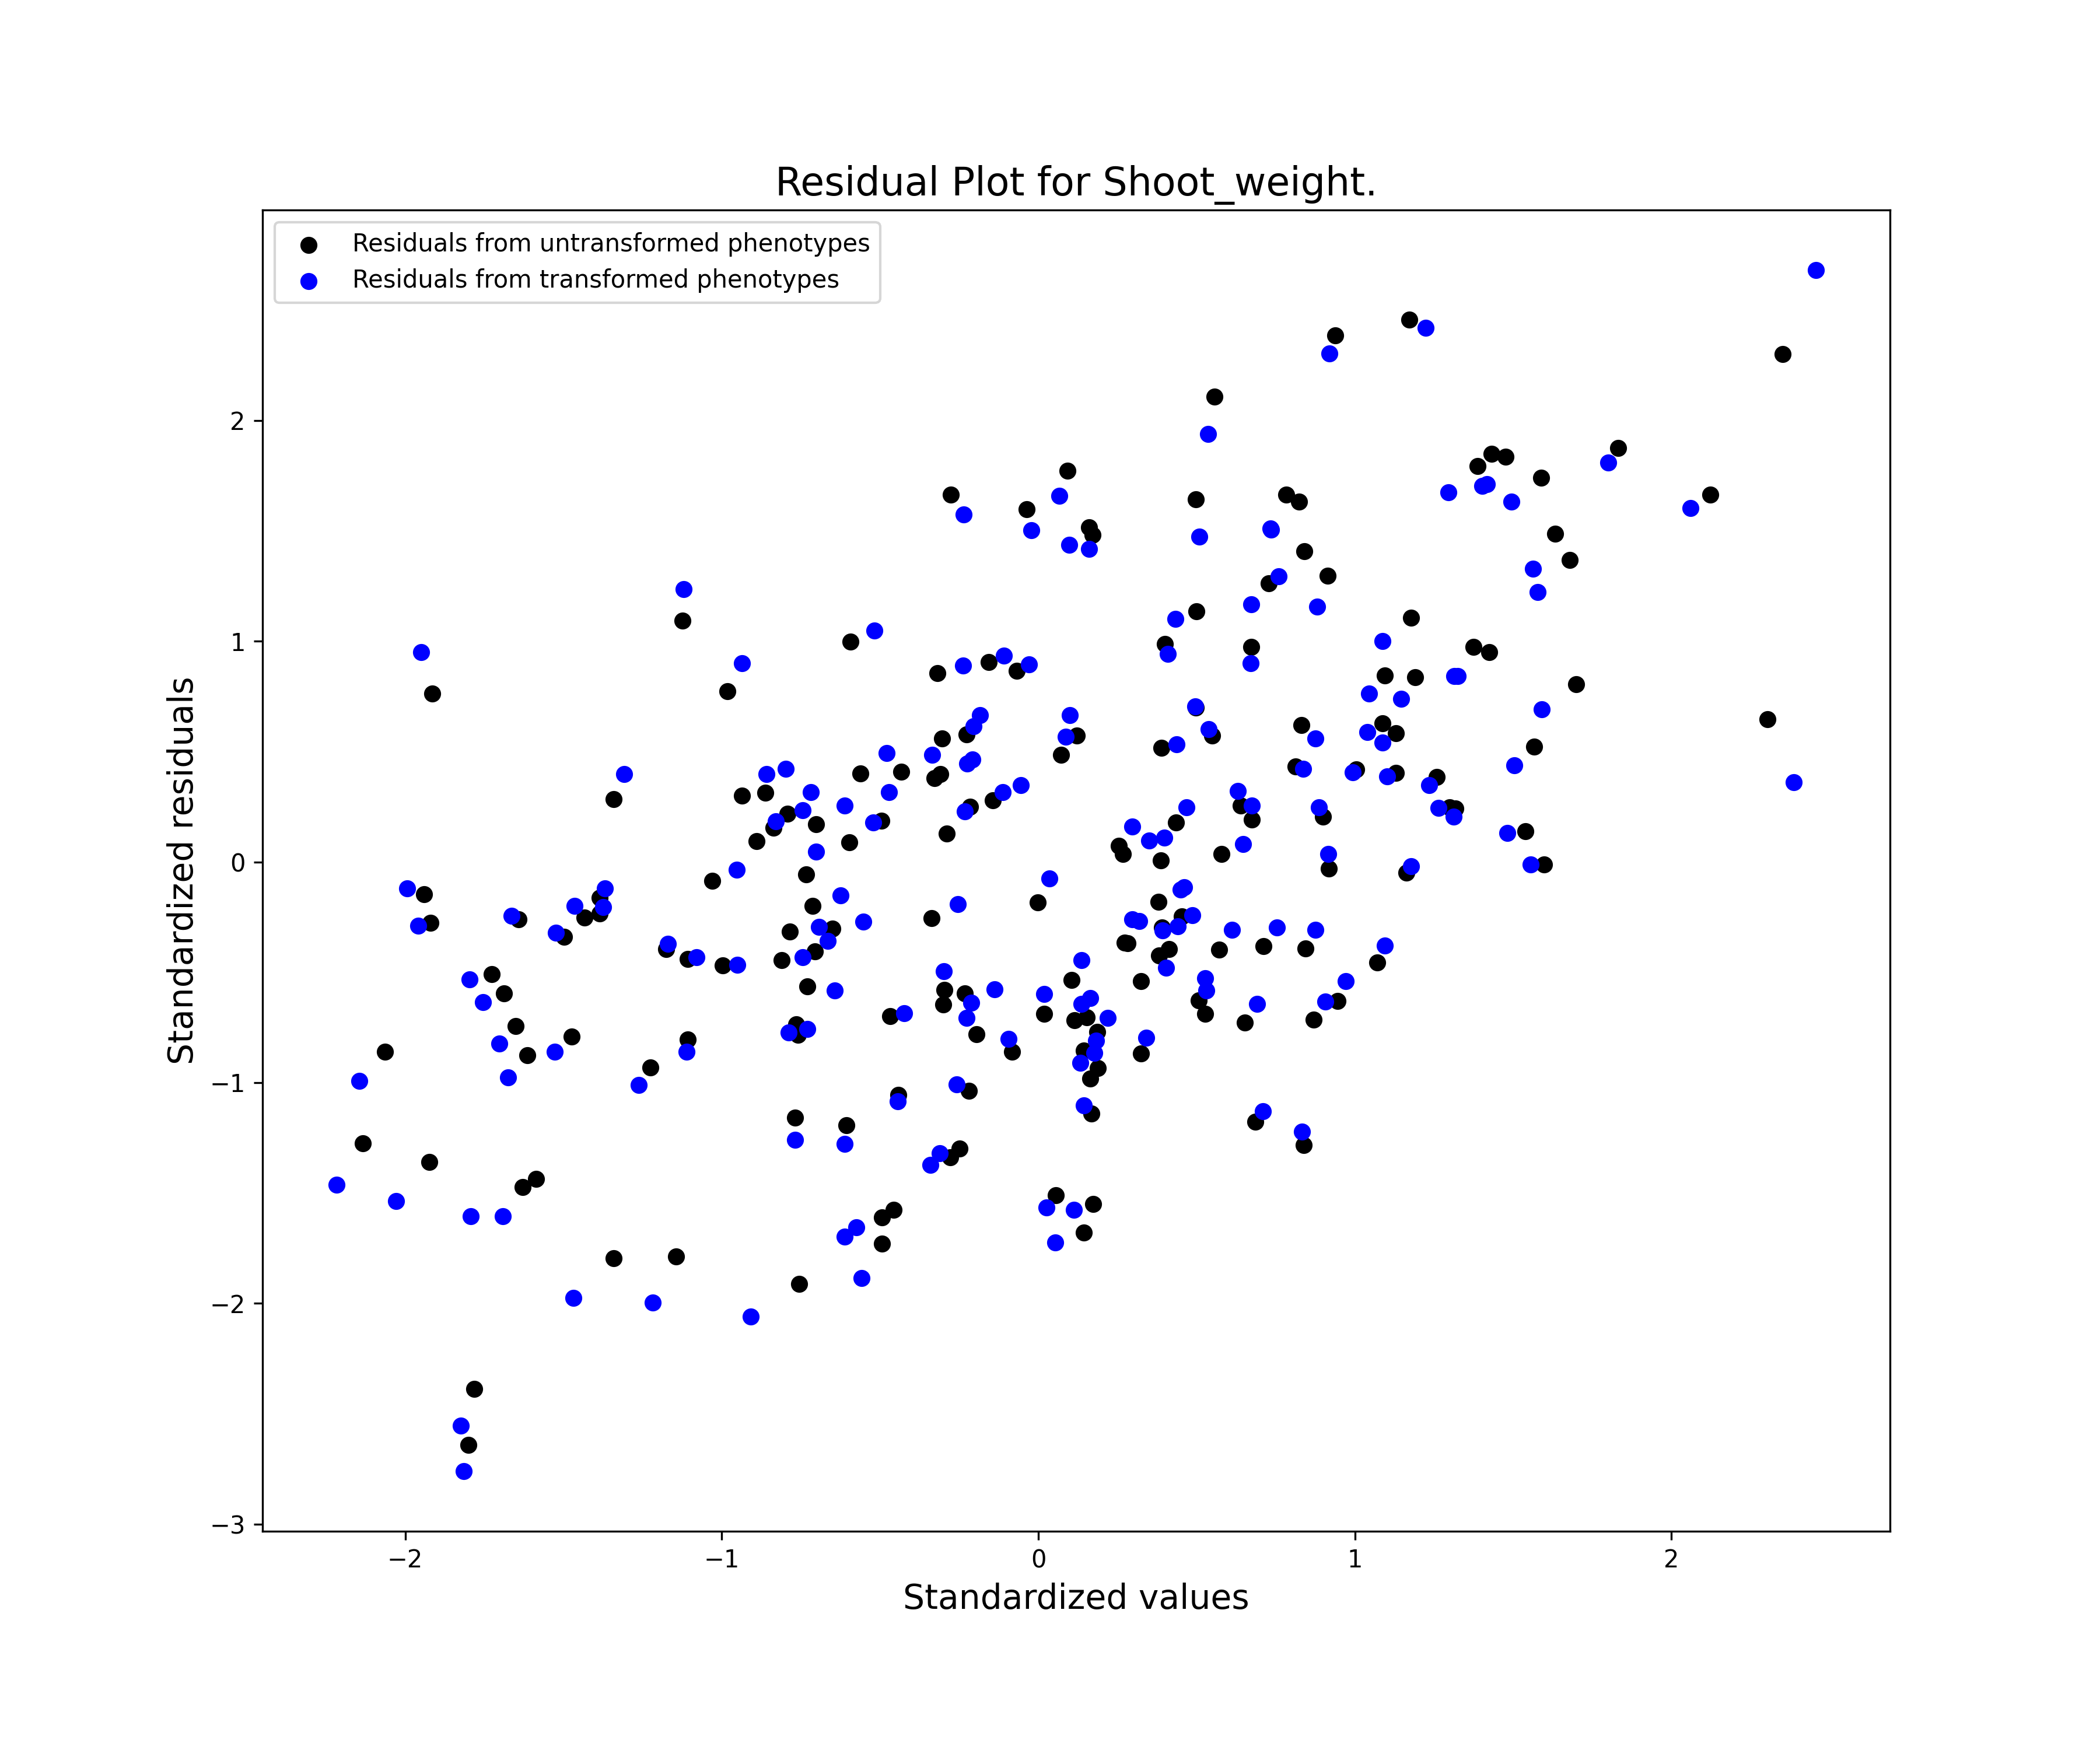 Residual Plot for Shoot_weight.
Residuals from untransformed phenotypes
Residuals from transformed phenotypes
Standardized residuals
2
1
0
−1
−2
−3
−2 −1 0 1 2
Standardized values